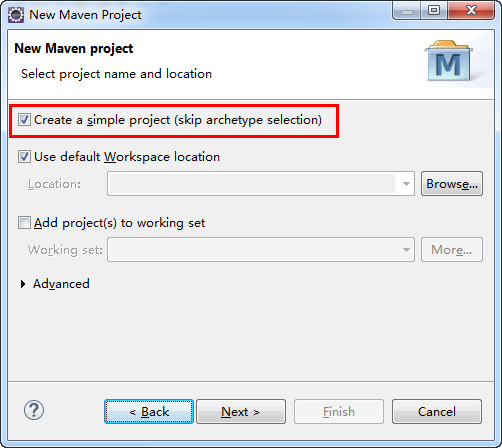 New Maven Project
New Maven project
Select project name and location
M
Create a simple project (skip archetype selection)
Use default Workspace location
Location:
Browse...
Add project(s) to working set
Working set:
More...
Advanced
?
< Back
Next >
Finish
Cancel